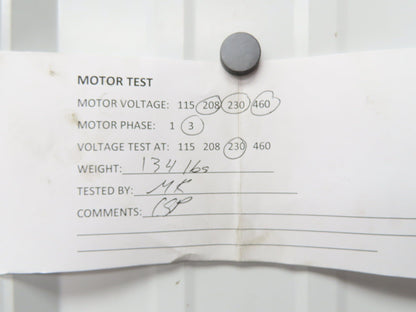 MOTOR TEST
MOTOR VOLTAGE: 115 208 230 460
MOTOR PHASE: 1 3
VOLTAGE TEST AT: 115 208 230 460
WEIGHT: 134 lbs
TESTED BY: MK
COMMENTS: